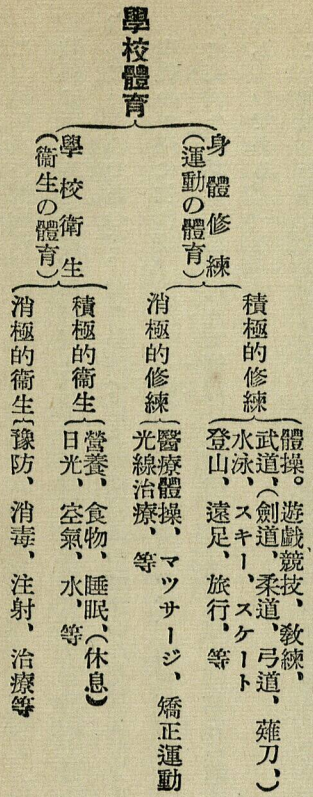 學校體育
身體修練
(運動の體育)
積極的修練
體操。遊戲競技、敎練、
武道、(劍道、柔道、弓道、薙刀、)
水泳、スキー、スケート
登山、遠足、旅行、等
消極的修練
醫療體操、マツサージ、矯正運動
光線治療、等
學校衞生
(衞生の體育)
積極的衞生
營養、食物、睡眠、(休息)
日光、空氣、水、等
消極的衞生
豫防、消毒、注射、治療等